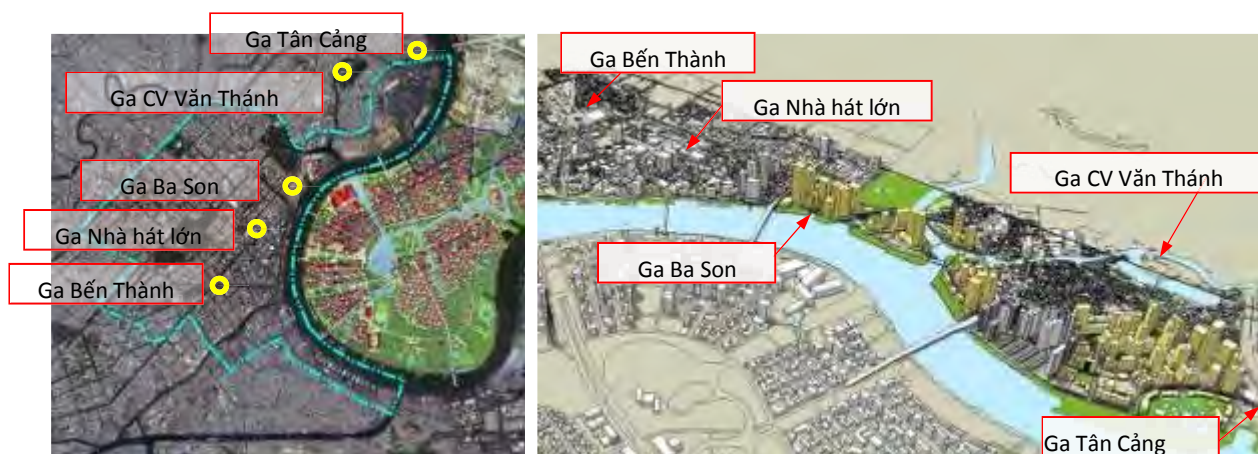 Ga Tân Cảng
Ga CV Văn Thánh
Ga Ba Son
Ga Nhà hát lớn
Ga Bến Thành
Ga Bến Thành
Ga Nhà hát lớn
Ga CV Văn Thánh
Ga Ba Son
Ga Tân Cảng